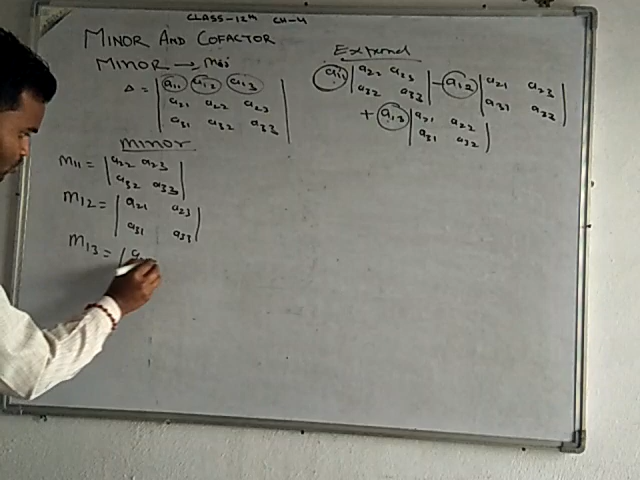 CLASS-12th CH-4
MINOR AND COFACTOR
MINOR → Mij
Δ = | a11 a12 a13 |
| a21 a22 a23 |
| a31 a32 a33 |
Minor
M11 = | a22 a23 |
| a32 a33 |
M12 = | a21 a23 |
| a31 a33 |
M13 = |
Expend
a11 | a22 a23 | - a12 | a21 a23 |
| a32 a33 | | a31 a33 |
+ a13 | a21 a22 |
| a31 a32 |